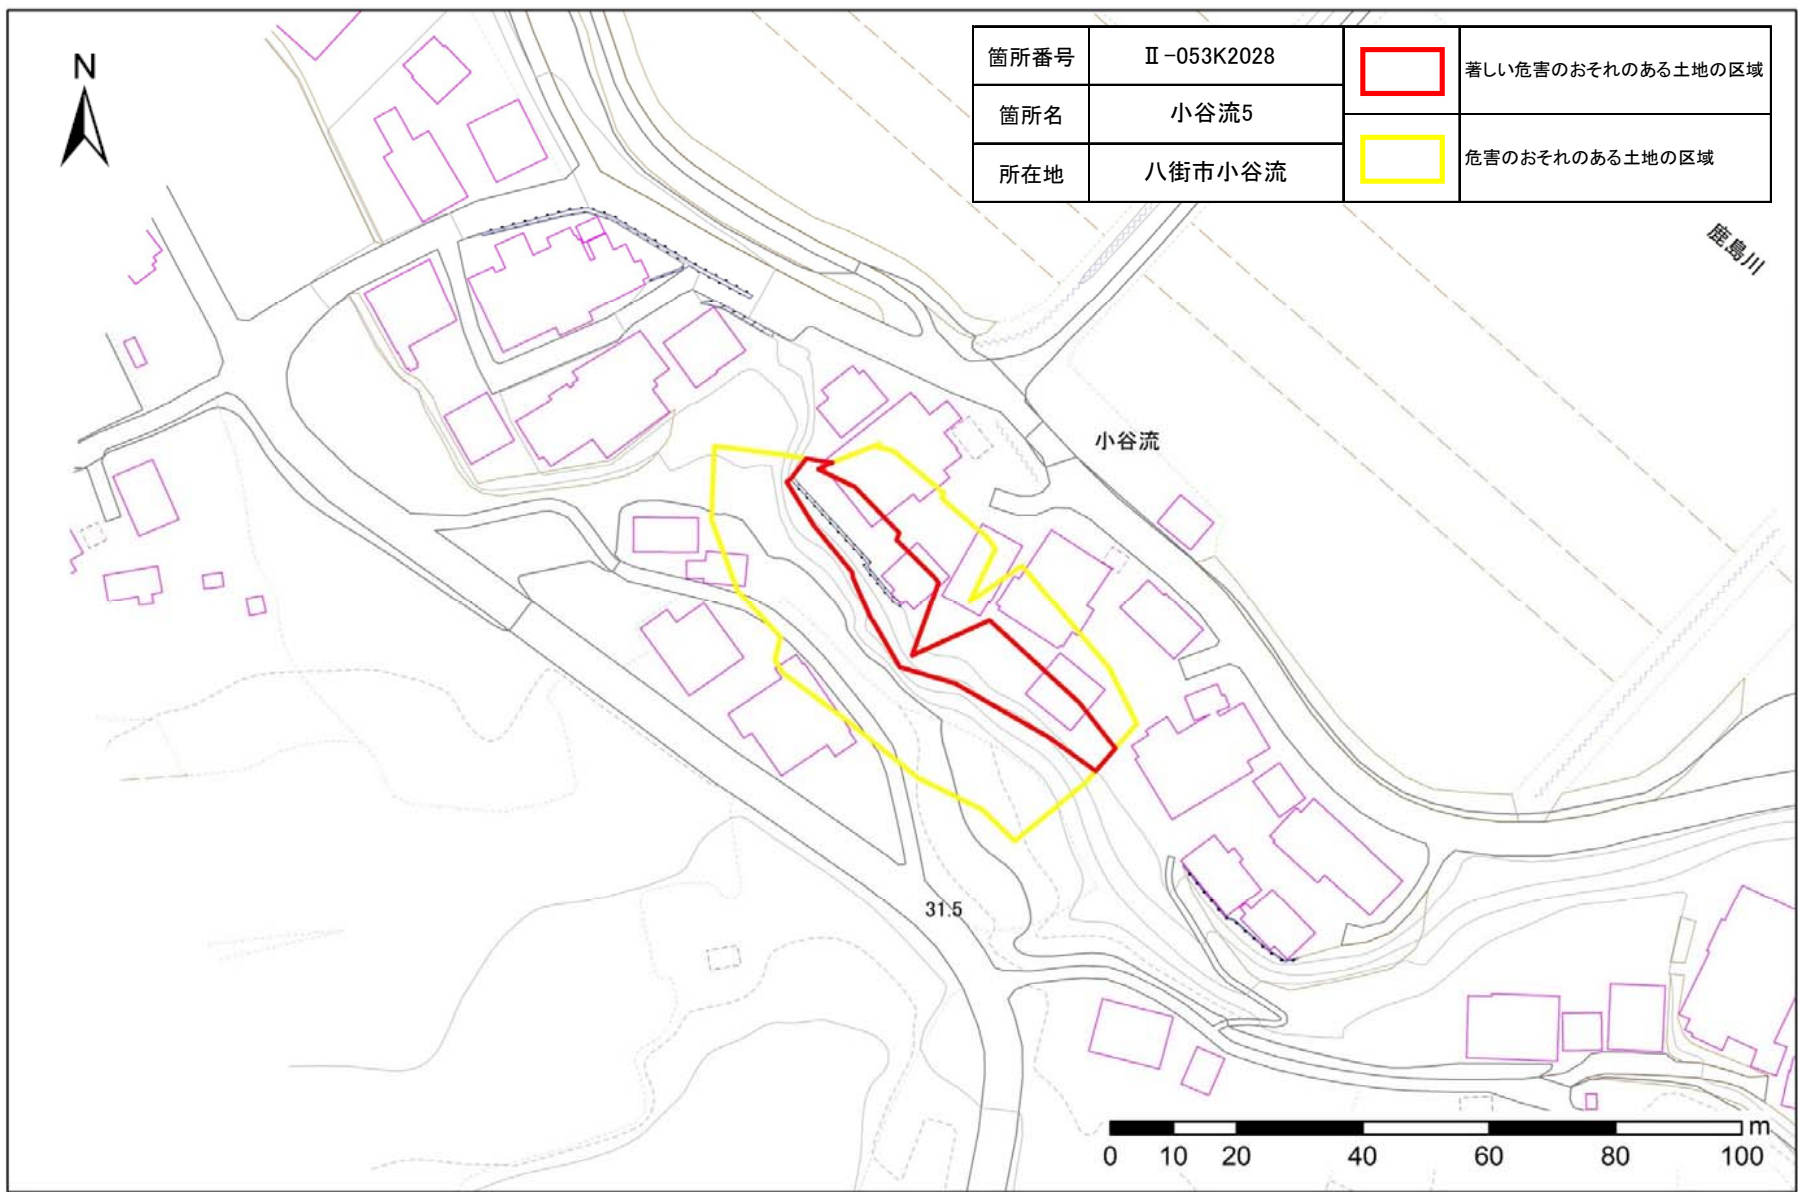 N
箇所番号 Ⅱ-053K2028
箇所名 小谷流5
所在地 八街市小谷流
著しい危害のおそれのある土地の区域
危害のおそれのある土地の区域
鹿島川
小谷流
31.5
m
0 10 20 40 60 80 100